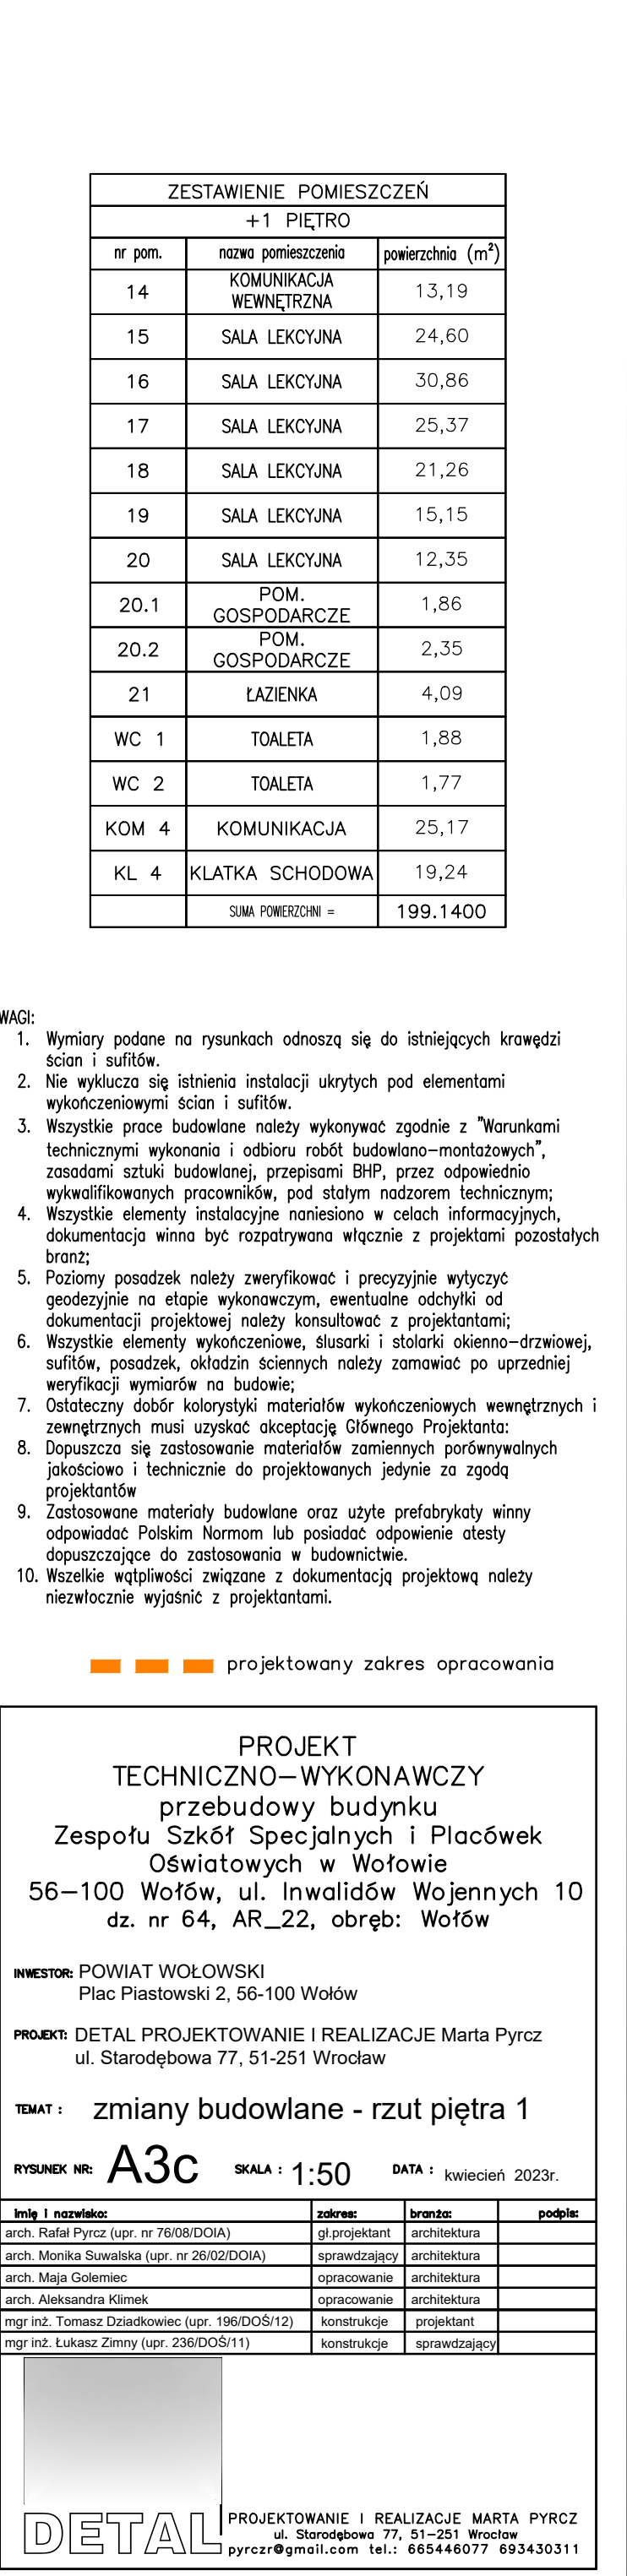 ZESTAWIENIE POMIESZCZEŃ
+1 PIĘTRO
nr pom. nazwa pomieszczenia powierzchnia (m²)
14 KOMUNIKACJA WEWNĘTRZNA 13,19
15 SALA LEKCYJNA 24,60
16 SALA LEKCYJNA 30,86
17 SALA LEKCYJNA 25,37
18 SALA LEKCYJNA 21,26
19 SALA LEKCYJNA 15,15
20 SALA LEKCYJNA 12,35
20.1 POM. GOSPODARCZE 1,86
20.2 POM. GOSPODARCZE 2,35
21 ŁAZIENKA 4,09
WC 1 TOALETA 1,88
WC 2 TOALETA 1,77
KOM 4 KOMUNIKACJA 25,17
KL 4 KLATKA SCHODOWA 19,24
SUMA POWIERZCHNI = 199.1400
WAGI:
1. Wymiary podane na rysunkach odnoszą się do istniejących krawędzi
ścian i sufitów.
2. Nie wyklucza się istnienia instalacji ukrytych pod elementami
wykończeniowymi ścian i sufitów.
3. Wszystkie prace budowlane należy wykonywać zgodnie z "Warunkami
technicznymi wykonania i odbioru robót budowlano-montażowych",
zasadami sztuki budowlanej, przepisami BHP, przez odpowiednio
wykwalifikowanych pracowników, pod stałym nadzorem technicznym;
4. Wszystkie elementy instalacyjne naniesiono w celach informacyjnych,
dokumentacja winna być rozpatrywana włącznie z projektami pozostałych
branż;
5. Poziomy posadzek należy zweryfikować i precyzyjnie wytyczyć
geodezyjnie na etapie wykonawczym, ewentualne odchyłki od
dokumentacji projektowej należy konsultować z projektantami;
6. Wszystkie elementy wykończeniowe, ślusarki i stolarki okienno-drzwiowej,
sufitów, posadzek, okładzin ściennych należy zamawiać po uprzedniej
weryfikacji wymiarów na budowie;
7. Ostateczny dobór kolorystyki materiałów wykończeniowych wewnętrznych i
zewnętrznych musi uzyskać akceptację Głównego Projektanta:
8. Dopuszcza się zastosowanie materiałów zamiennych porównywalnych
jakościowo i technicznie do projektowanych jedynie za zgodą
projektantów
9. Zastosowane materiały budowlane oraz użyte prefabrykaty winny
odpowiadać Polskim Normom lub posiadać odpowienie atesty
dopuszczające do zastosowania w budownictwie.
10. Wszelkie wątpliwości związane z dokumentacją projektową należy
niezwłocznie wyjaśnić z projektantami.
projektowany zakres opracowania
PROJEKT
TECHNICZNO-WYKONAWCZY
przebudowy budynku
Zespołu Szkół Specjalnych i Placówek
Oświatowych w Wołowie
56-100 Wołów, ul. Inwalidów Wojennych 10
dz. nr 64, AR_22, obręb: Wołów
INWESTOR: POWIAT WOŁOWSKI
Plac Piastowski 2, 56-100 Wołów
PROJEKT: DETAL PROJEKTOWANIE I REALIZACJE Marta Pyrcz
ul. Starodębowa 77, 51-251 Wrocław
TEMAT : zmiany budowlane - rzut piętra 1
RYSUNEK NR: A3c SKALA : 1:50 DATA : kwiecień 2023r.
imię i nazwisko: zakres: branża: podpis:
arch. Rafał Pyrcz (upr. nr 76/08/DOIA) gł.projektant architektura
arch. Monika Suwalska (upr. nr 26/02/DOIA) sprawdzający architektura
arch. Maja Golemiec opracowanie architektura
arch. Aleksandra Klimek opracowanie architektura
mgr inż. Tomasz Dziadkowiec (upr. 196/DOŚ/12) konstrukcje projektant
mgr inż. Łukasz Zimny (upr. 236/DOŚ/11) konstrukcje sprawdzający
DETAL PROJEKTOWANIE I REALIZACJE MARTA PYRCZ
ul. Starodębowa 77, 51-251 Wrocław
pyrczr@gmail.com tel.: 665446077 693430311